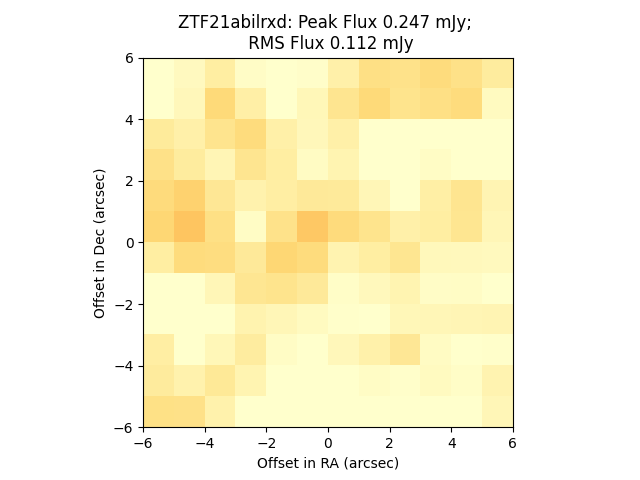 ZTF21abilrxd: Peak Flux 0.247 mJy;
RMS Flux 0.112 mJy
6
4
2
0
−2
−4
−6
Offset in Dec (arcsec)
−6 −4 −2 0 2 4 6
Offset in RA (arcsec)